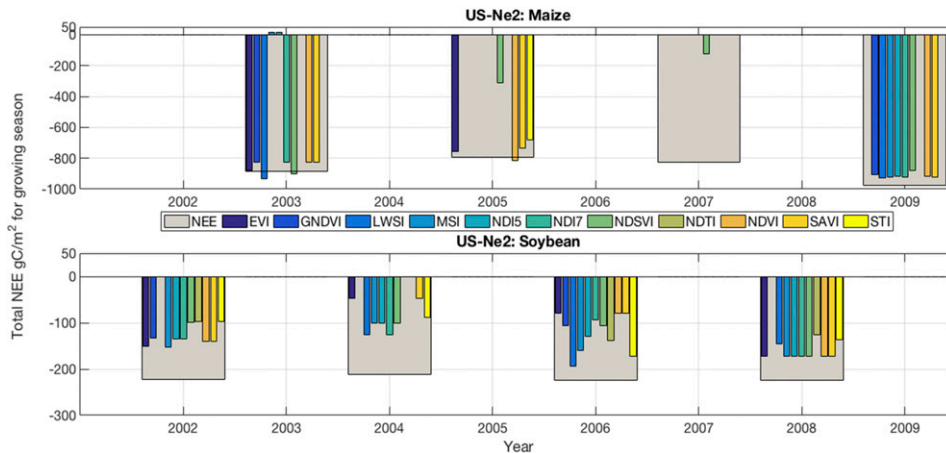 US-Ne2: Maize
50
0
-200
-400
-600
-800
-1000
2002 2003 2004 2005 2006 2007 2008 2009
NEE EVI GNDVI LWSI MSI NDI5 NDI7 NDSVI NDTI NDVI SAVI STI
Total NEE gC/m² for growing season
US-Ne2: Soybean
50
0
-100
-200
-300
2002 2003 2004 2005 2006 2007 2008 2009
Year